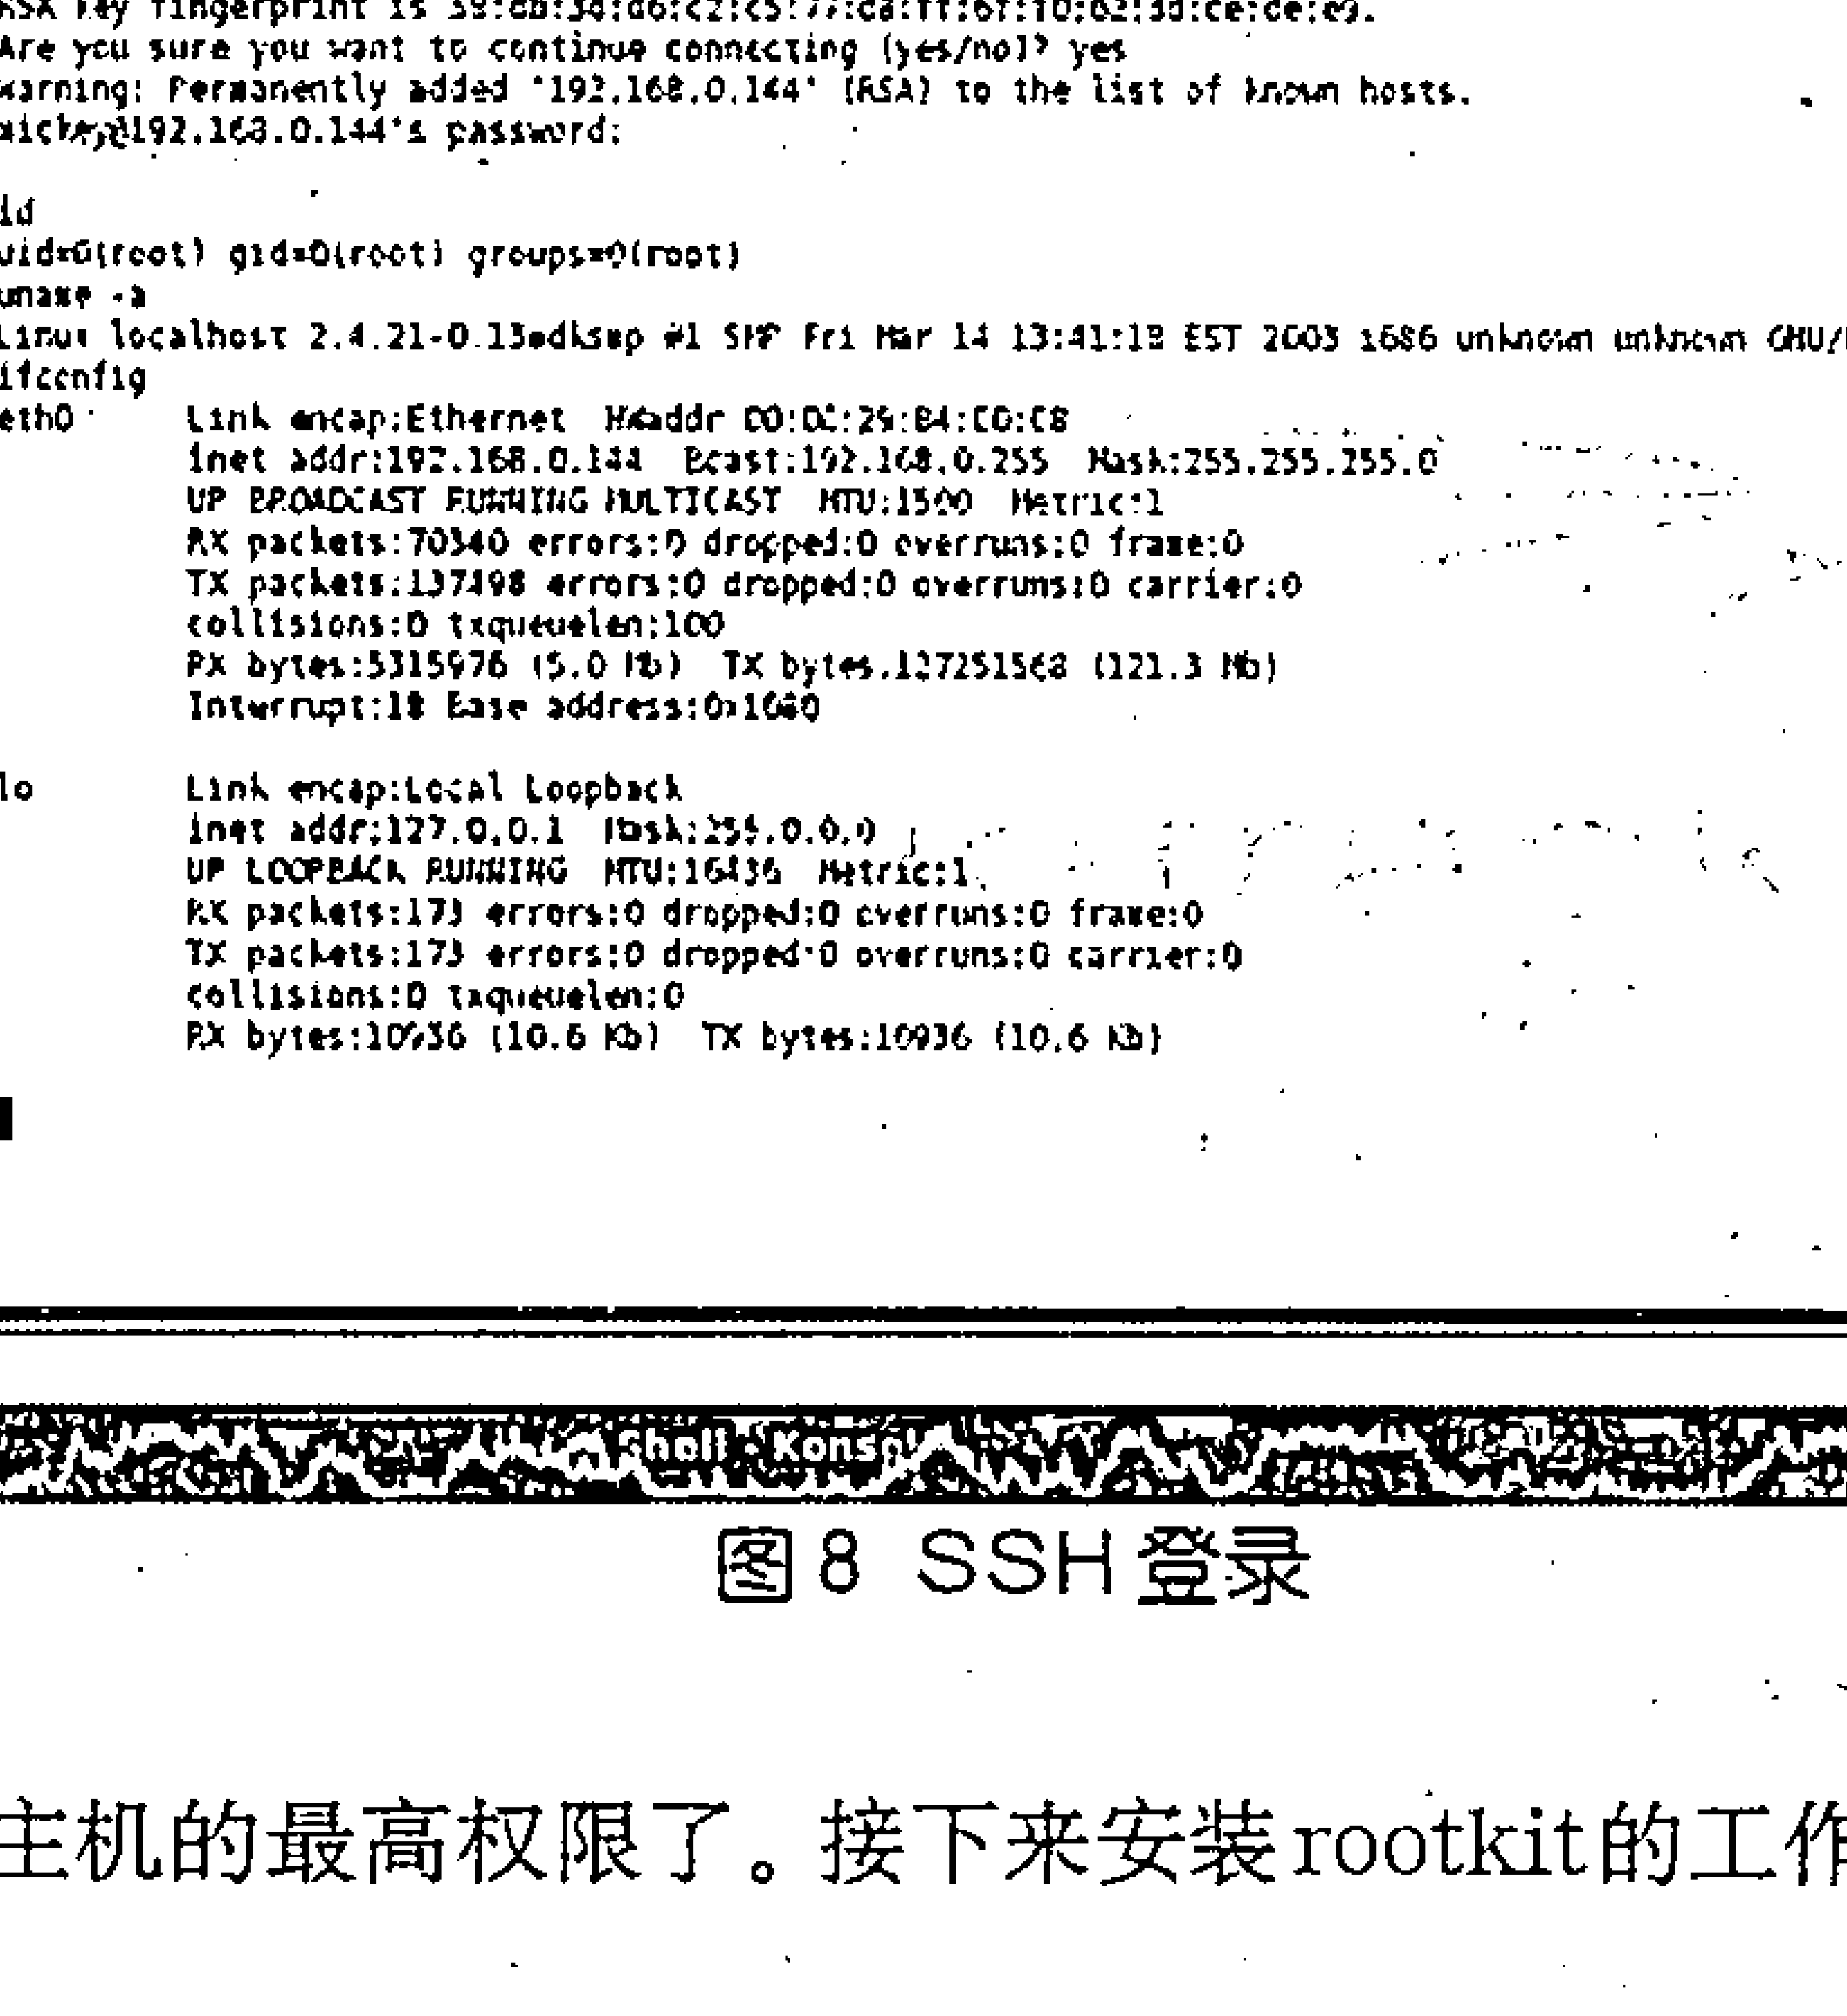 RSA key fingerprint is
Are you sure you want to continue connecting (yes/no)? yes
Warning: Permanently added '192.168.0.144' (RSA) to the list of known hosts.
mickey@192.168.0.144's password:
id
uid=0(root) gid=0(root) groups=0(root)
uname -a
Linux localhost 2.4.21-0.13mdksmp #1 SMP Fri Mar 14 13:41:18 EST 2003 i686 unknown unknown GNU/
ifconfig
eth0 Link encap:Ethernet HWaddr
inet addr:192.168.0.144 Bcast:192.168.0.255 Mask:255.255.255.0
UP BROADCAST RUNNING MULTICAST MTU:1500 Metric:1
RX packets:70340 errors:0 dropped:0 overruns:0 frame:0
TX packets:137498 errors:0 dropped:0 overruns:0 carrier:0
collisions:0 txqueuelen:100
RX bytes:5315976 (5.0 Mb) TX bytes:127251568 (121.3 Mb)
Interrupt:18 Base address:0x1080
lo Link encap:Local Loopback
inet addr:127.0.0.1 Mask:255.0.0.0
UP LOOPBACK RUNNING MTU:16436 Metric:1
RX packets:173 errors:0 dropped:0 overruns:0 frame:0
TX packets:173 errors:0 dropped:0 overruns:0 carrier:0
collisions:0 txqueuelen:0
RX bytes:10936 (10.6 Kb) TX bytes:10936 (10.6 Kb)
图8 SSH登录
主机的最高权限了。接下来安装rootkit的工作